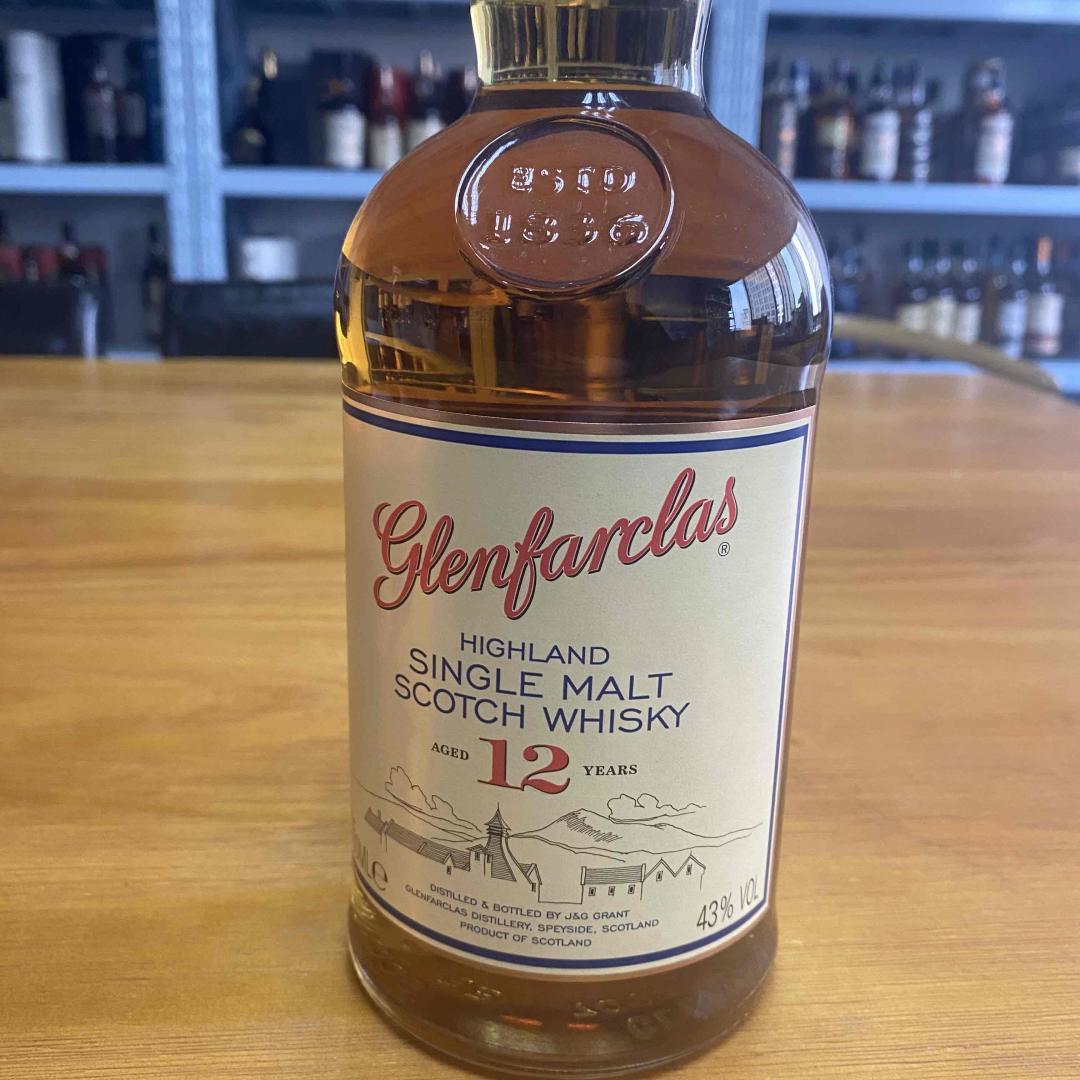 ESTD
1836
Glenfarclas
®
HIGHLAND
SINGLE MALT
SCOTCH WHISKY
AGED 12 YEARS
DISTILLED & BOTTLED BY J&G GRANT
GLENFARCLAS DISTILLERY, SPEYSIDE, SCOTLAND
PRODUCT OF SCOTLAND
43% VOL